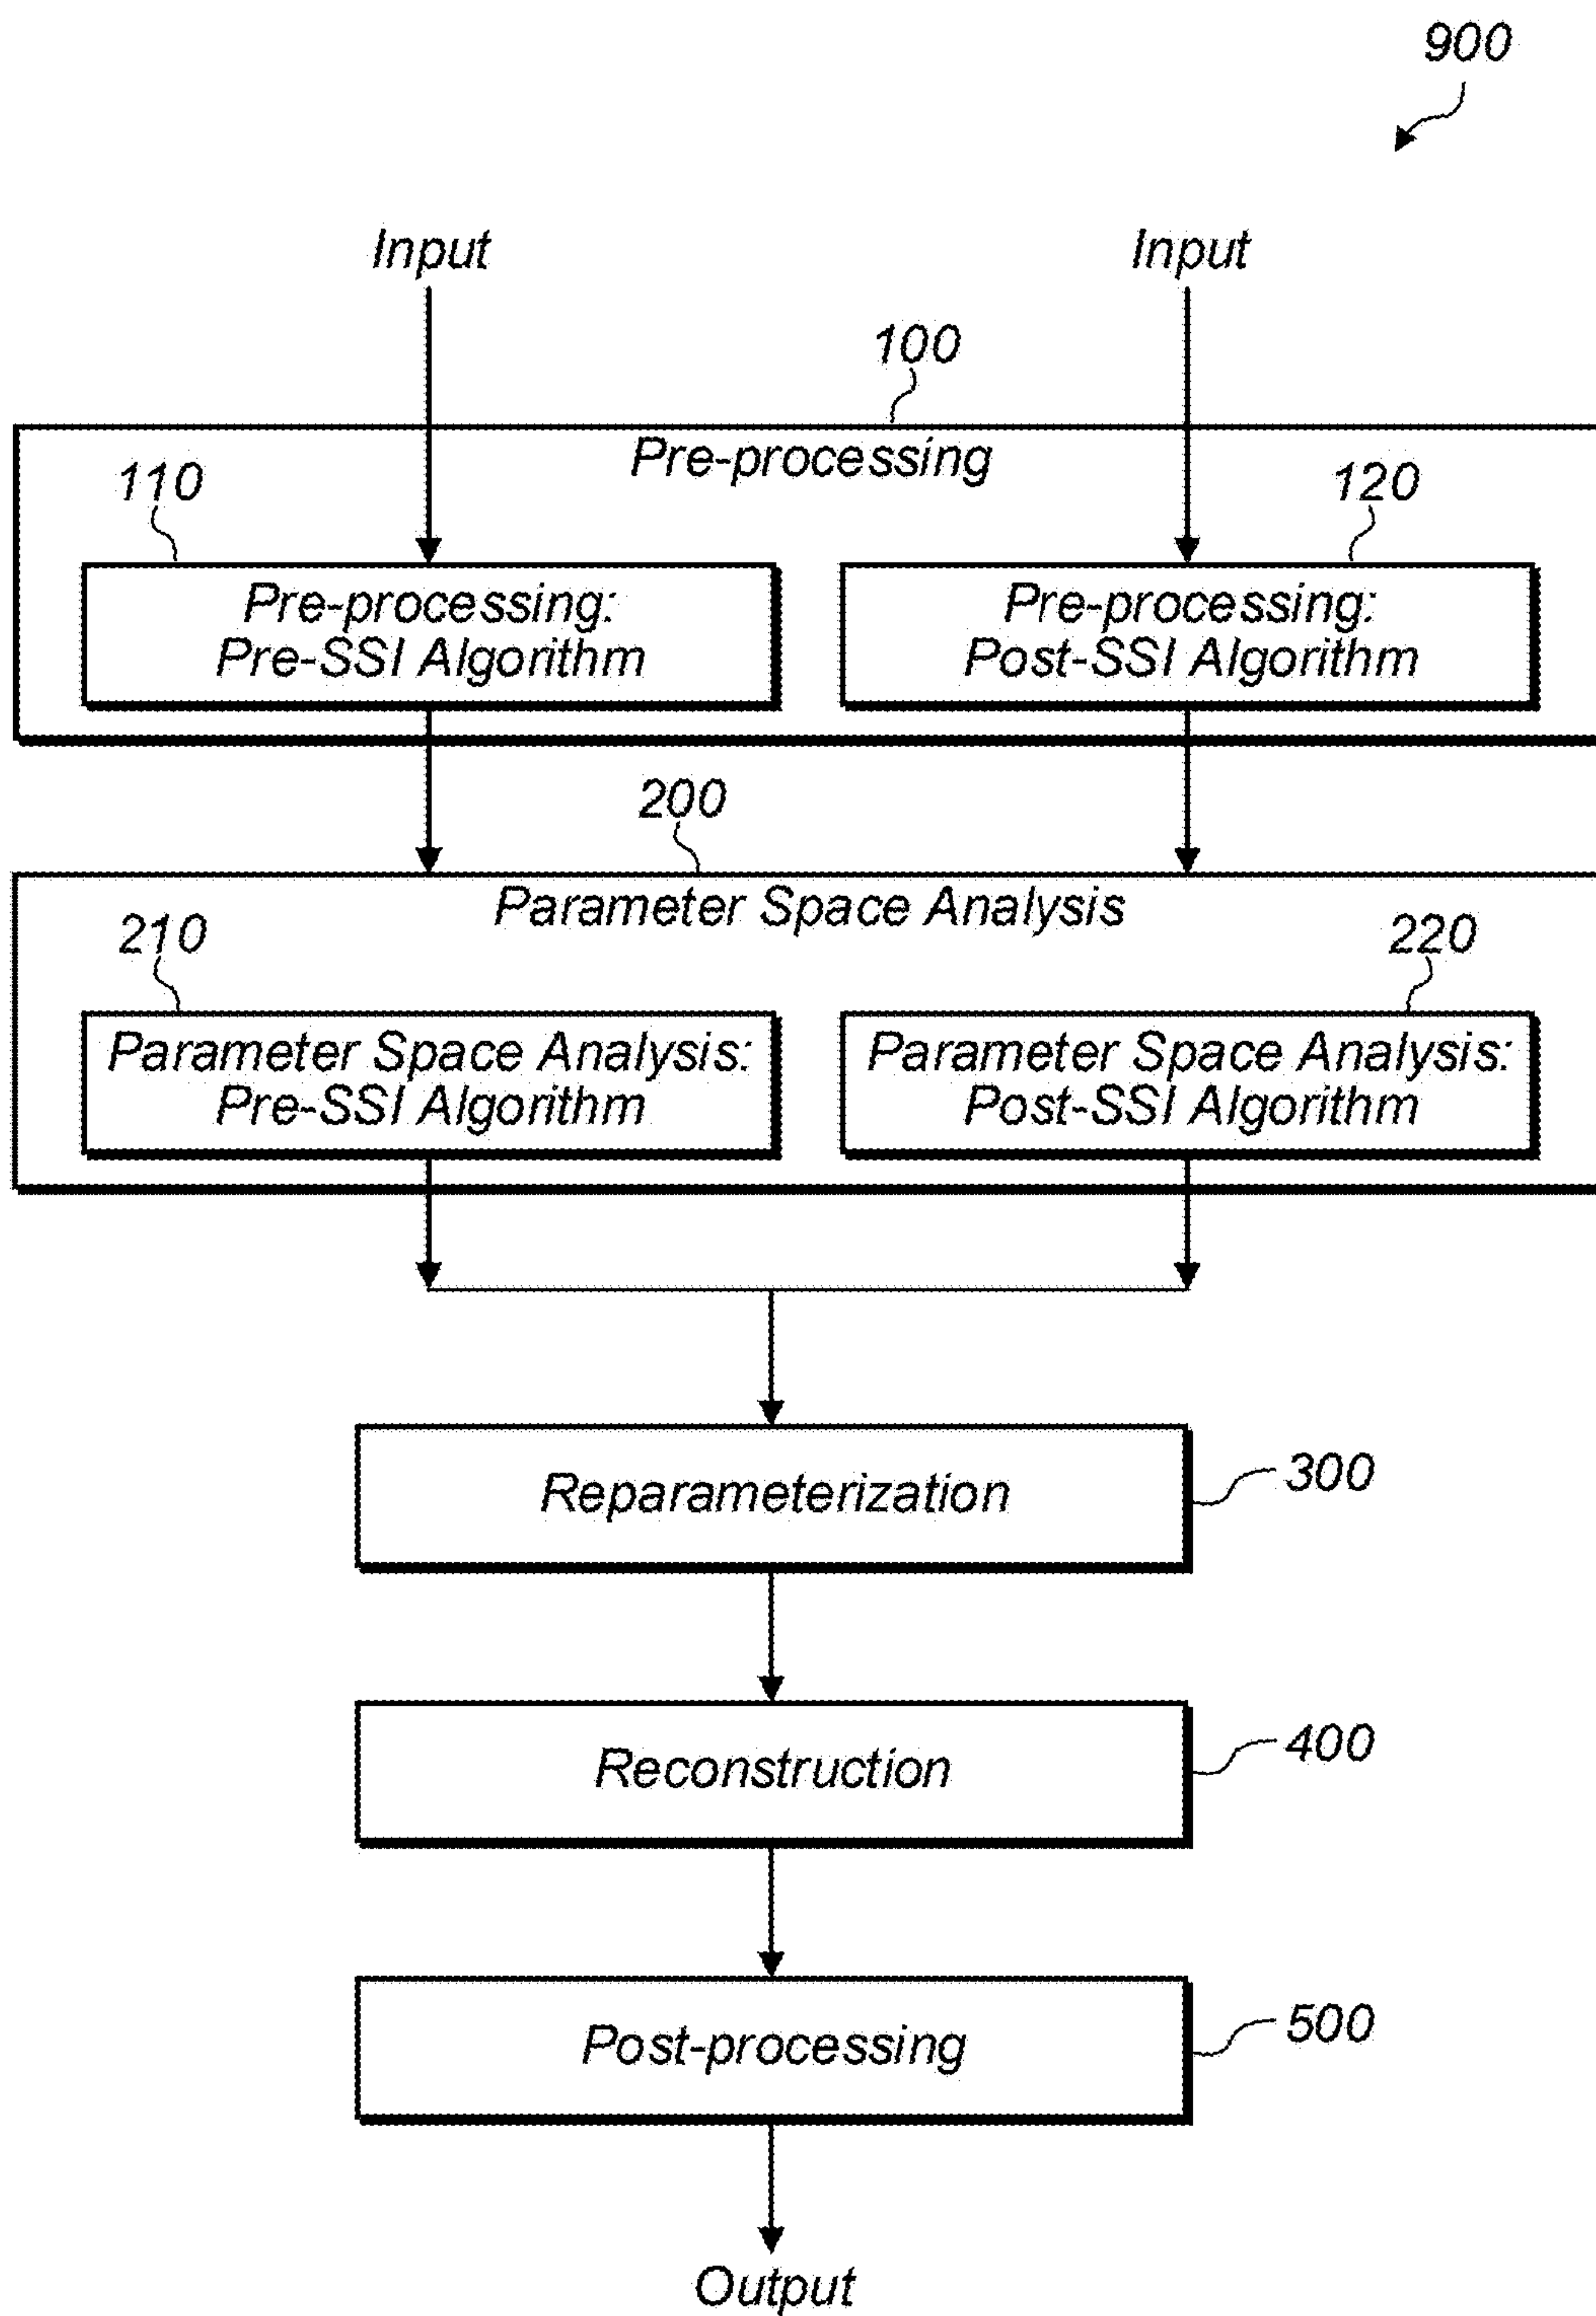 900
Input
Input
100
Pre-processing
110
120
Pre-processing:
Pre-SSI Algorithm
Pre-processing:
Post-SSI Algorithm
200
Parameter Space Analysis
210
220
Parameter Space Analysis:
Pre-SSI Algorithm
Parameter Space Analysis:
Post-SSI Algorithm
Reparameterization
300
Reconstruction
400
Post-processing
500
Output